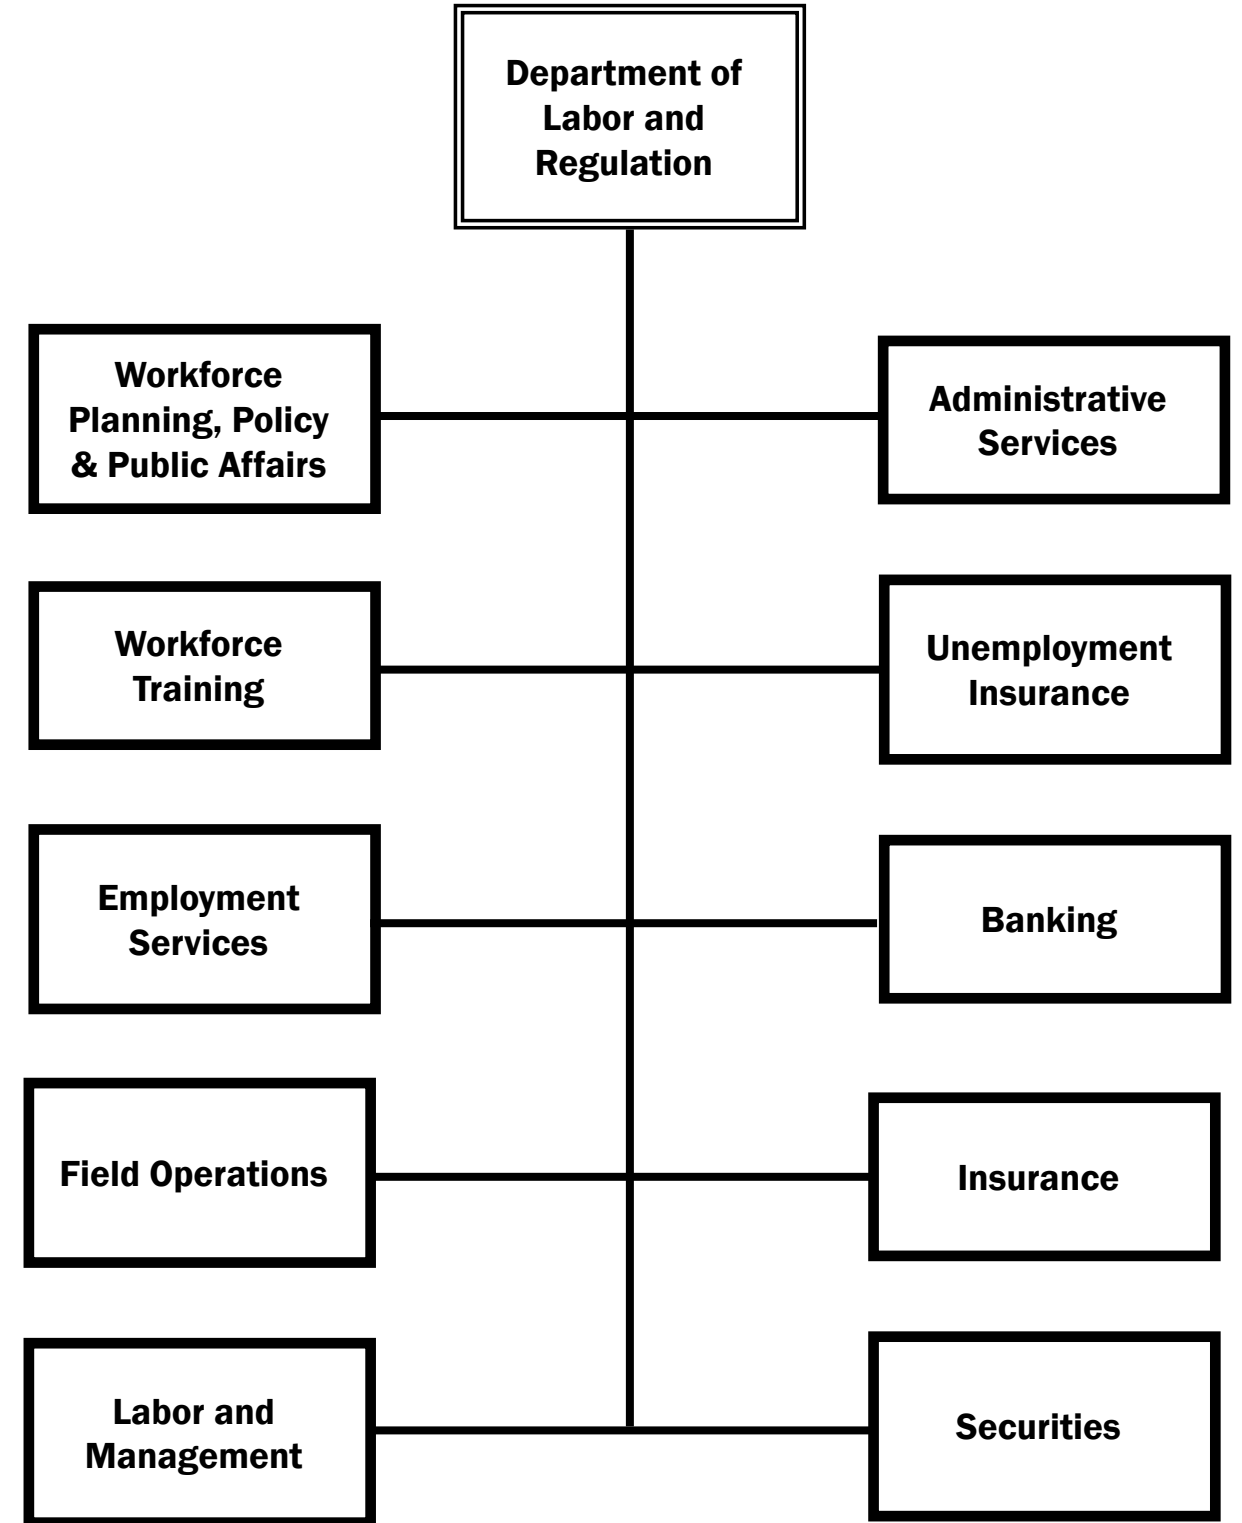 Department of
Labor and
Regulation
Workforce
Planning, Policy
& Public Affairs
Administrative
Services
Workforce
Training
Unemployment
Insurance
Employment
Services
Banking
Field Operations
Insurance
Labor and
Management
Securities